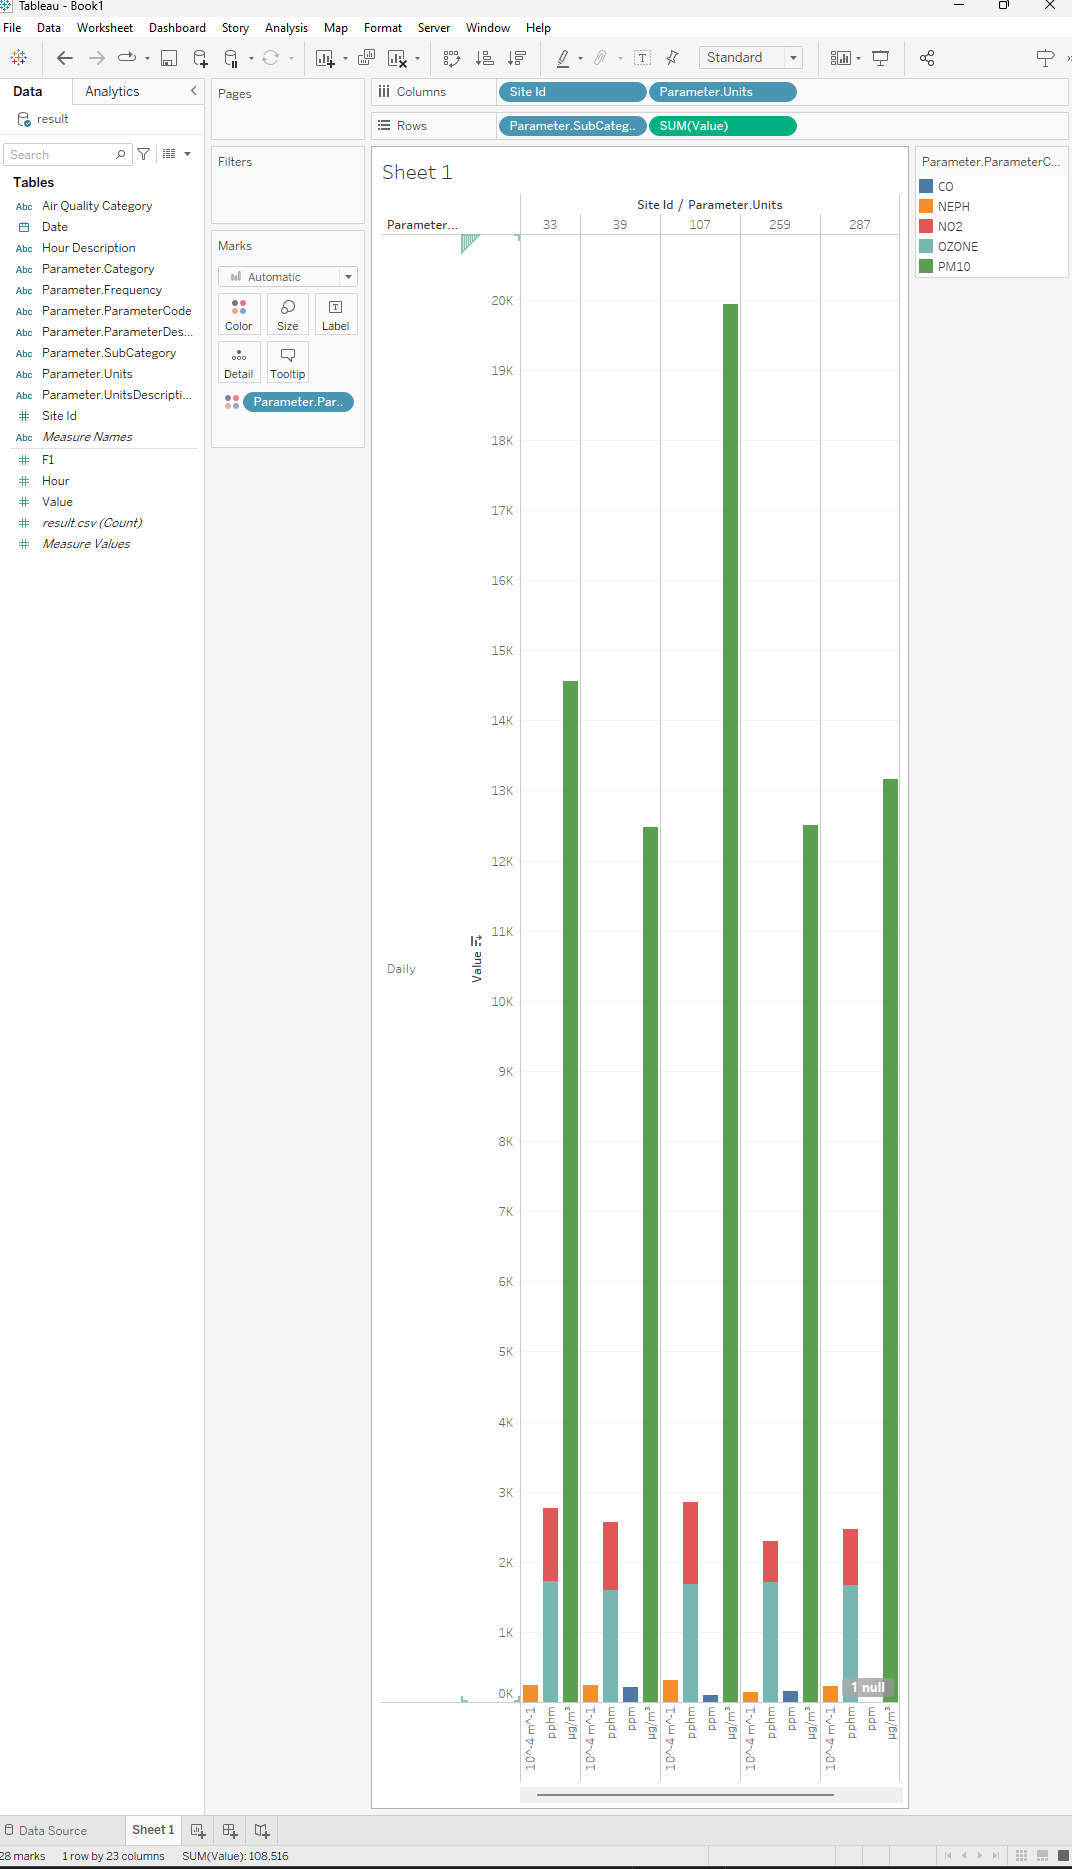 Tableau - Book1
File Data Worksheet Dashboard Story Analysis Map Format Server Window Help
Standard
Data Analytics
result
Search
Tables
Abc Air Quality Category
Date
Abc Hour Description
Abc Parameter.Category
Abc Parameter.Frequency
Abc Parameter.ParameterCode
Abc Parameter.ParameterDes...
Abc Parameter.SubCategory
Abc Parameter.Units
Abc Parameter.UnitsDescripti...
# Site Id
Abc Measure Names
# F1
# Hour
# Value
# result.csv (Count)
# Measure Values
Pages
Filters
Marks
Automatic
Color Size Label
Detail Tooltip
Parameter.Par..
Columns Site Id Parameter.Units
Rows Parameter.SubCateg.. SUM(Value)
Sheet 1
Site Id / Parameter.Units
Parameter... 33 39 107 259 287
20K
19K
18K
17K
16K
15K
14K
13K
12K
11K
10K
9K
8K
7K
6K
5K
4K
3K
2K
1K
0K
Daily
Value
1 null
10^-4 m^-1 pphm µg/m³ 10^-4 m^-1 pphm ppm µg/m³ 10^-4 m^-1 pphm ppm µg/m³ 10^-4 m^-1 pphm ppm µg/m³ 10^-4 m^-1 pphm ppm µg/m³
Parameter.ParameterC...
CO
NEPH
NO2
OZONE
PM10
Data Source Sheet 1
28 marks 1 row by 23 columns SUM(Value): 108,516